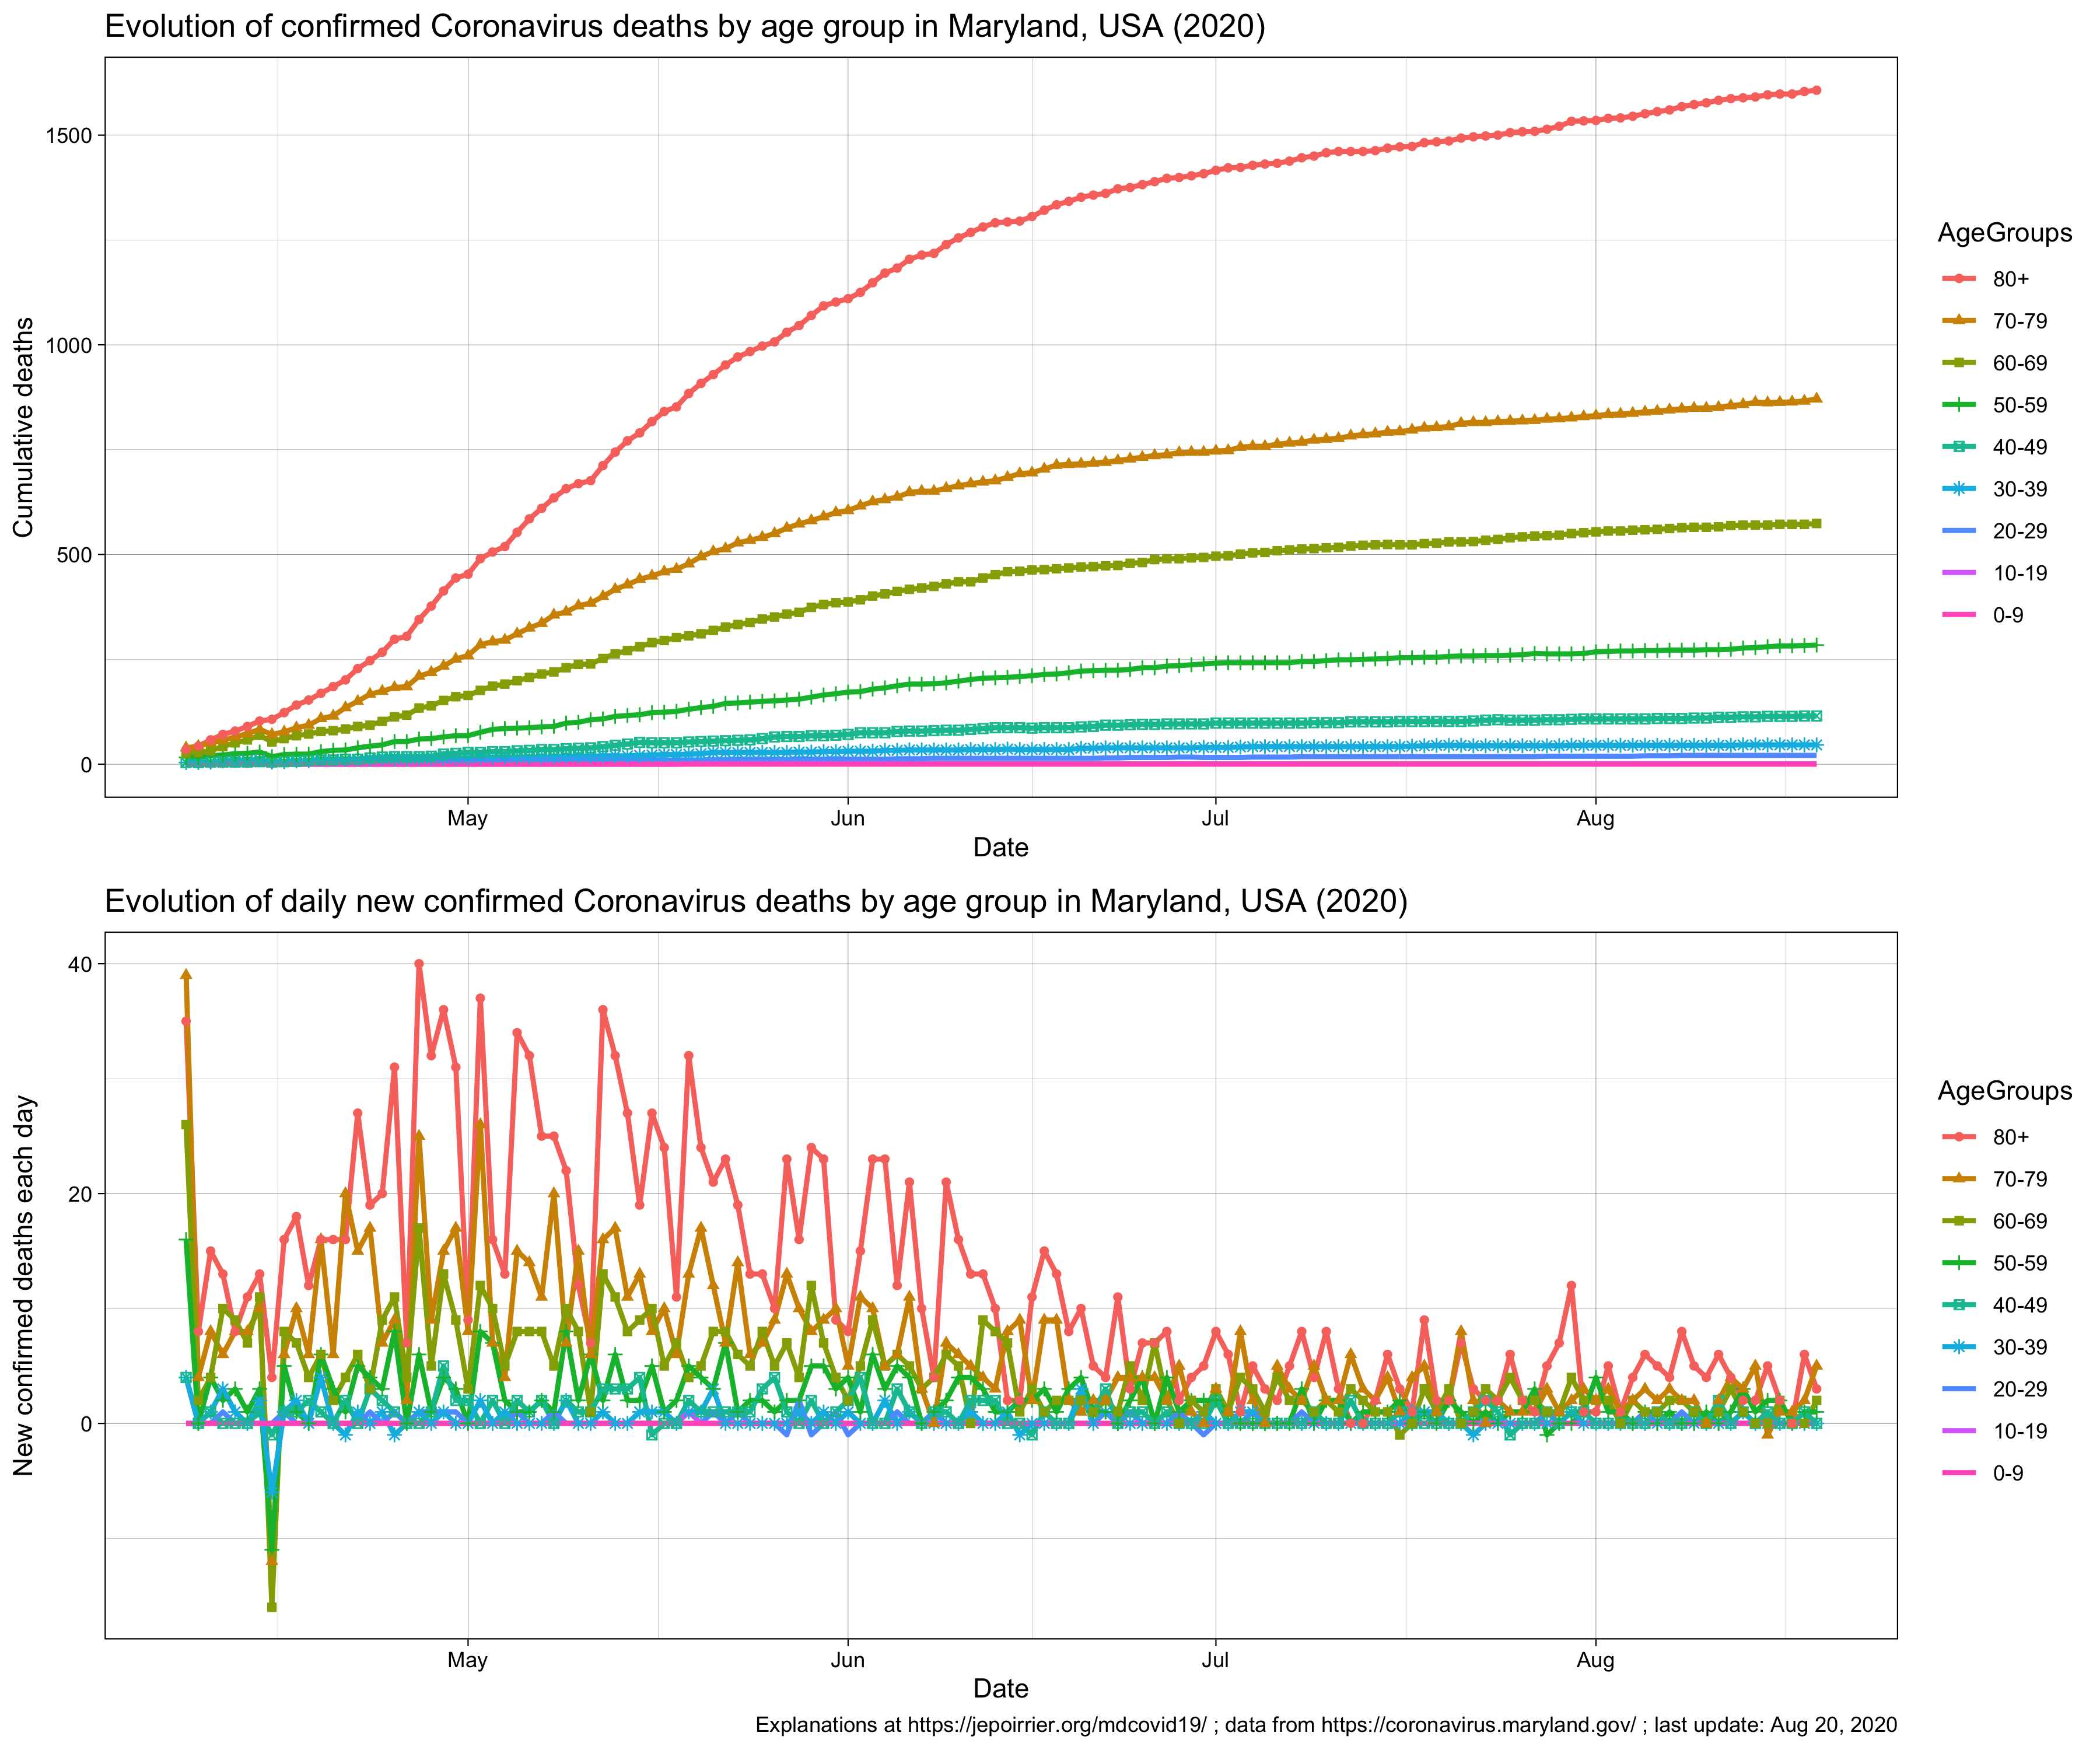 Evolution of confirmed Coronavirus deaths by age group in Maryland, USA (2020)
Cumulative deaths
1500
1000
500
0
May Jun Jul Aug
Date
AgeGroups
80+
70-79
60-69
50-59
40-49
30-39
20-29
10-19
0-9
Evolution of daily new confirmed Coronavirus deaths by age group in Maryland, USA (2020)
New confirmed deaths each day
40
20
0
May Jun Jul Aug
Date
AgeGroups
80+
70-79
60-69
50-59
40-49
30-39
20-29
10-19
0-9
Explanations at https://jepoirrier.org/mdcovid19/ ; data from https://coronavirus.maryland.gov/ ; last update: Aug 20, 2020